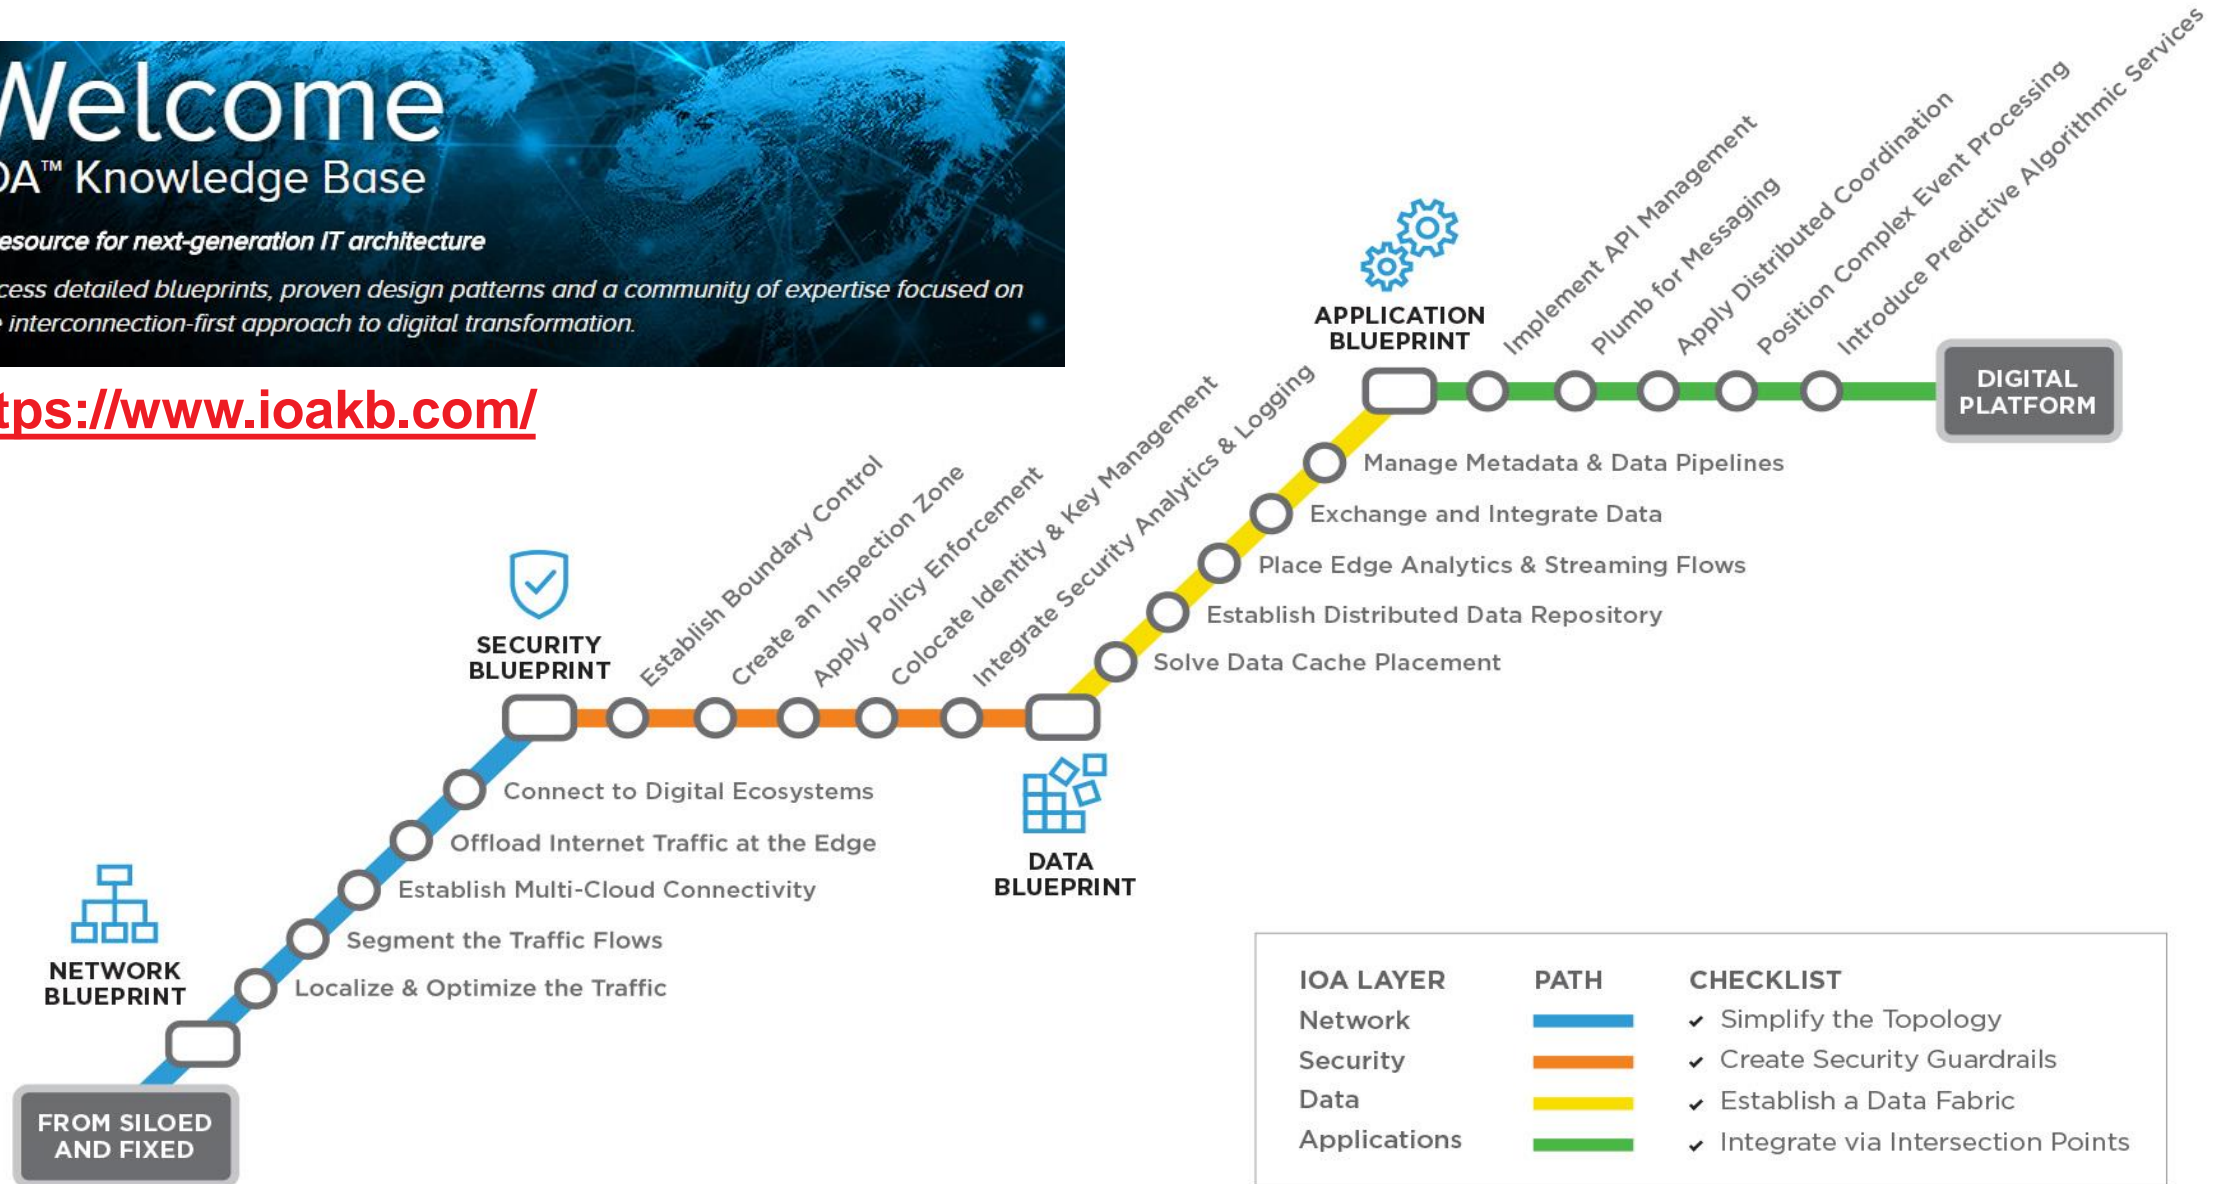 Welcome
OA™ Knowledge Base
esource for next-generation IT architecture
cess detailed blueprints, proven design patterns and a community of expertise focused on
e interconnection-first approach to digital transformation.
tps://www.ioakb.com/
APPLICATION
BLUEPRINT
Implement API Management
Plumb for Messaging
Apply Distributed Coordination
Position Complex Event Processing
Introduce Predictive Algorithmic Services
DIGITAL
PLATFORM
Manage Metadata & Data Pipelines
Exchange and Integrate Data
Place Edge Analytics & Streaming Flows
Establish Distributed Data Repository
Solve Data Cache Placement
SECURITY
BLUEPRINT
Establish Boundary Control
Create an Inspection Zone
Apply Policy Enforcement
Colocate Identity & Key Management
Integrate Security Analytics & Logging
DATA
BLUEPRINT
Connect to Digital Ecosystems
Offload Internet Traffic at the Edge
Establish Multi-Cloud Connectivity
Segment the Traffic Flows
Localize & Optimize the Traffic
NETWORK
BLUEPRINT
FROM SILOED
AND FIXED
IOA LAYER PATH CHECKLIST
Network ✓ Simplify the Topology
Security ✓ Create Security Guardrails
Data ✓ Establish a Data Fabric
Applications ✓ Integrate via Intersection Points